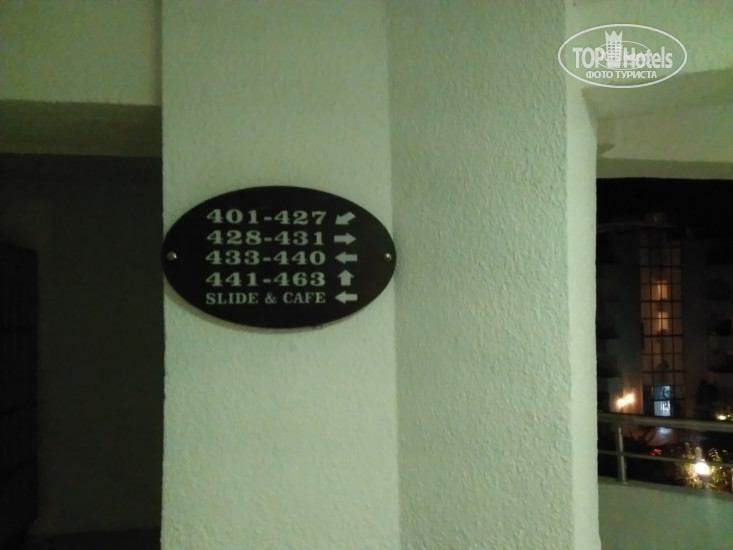 TOP Hotels
ФОТО ТУРИСТА
401-427 ↙
428-431 →
433-440 ←
441-463 ↑
SLIDE & CAFE ←